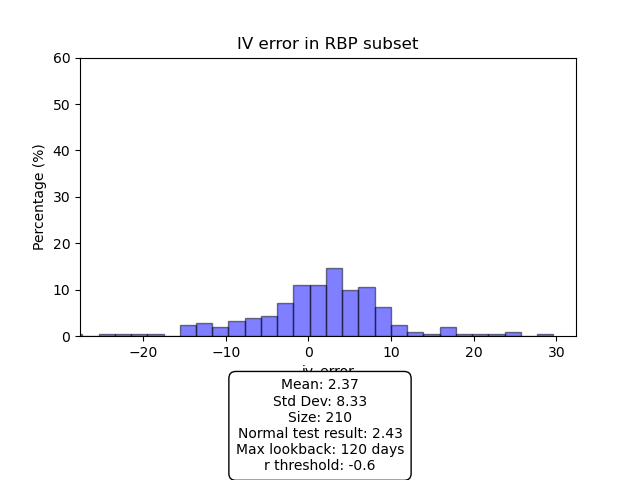 IV error in RBP subset
60
50
40
30
20
10
0
Percentage (%)
−20
−10
0
10
20
30
iv_error
Mean: 2.37
Std Dev: 8.33
Size: 210
Normal test result: 2.43
Max lookback: 120 days
r threshold: -0.6